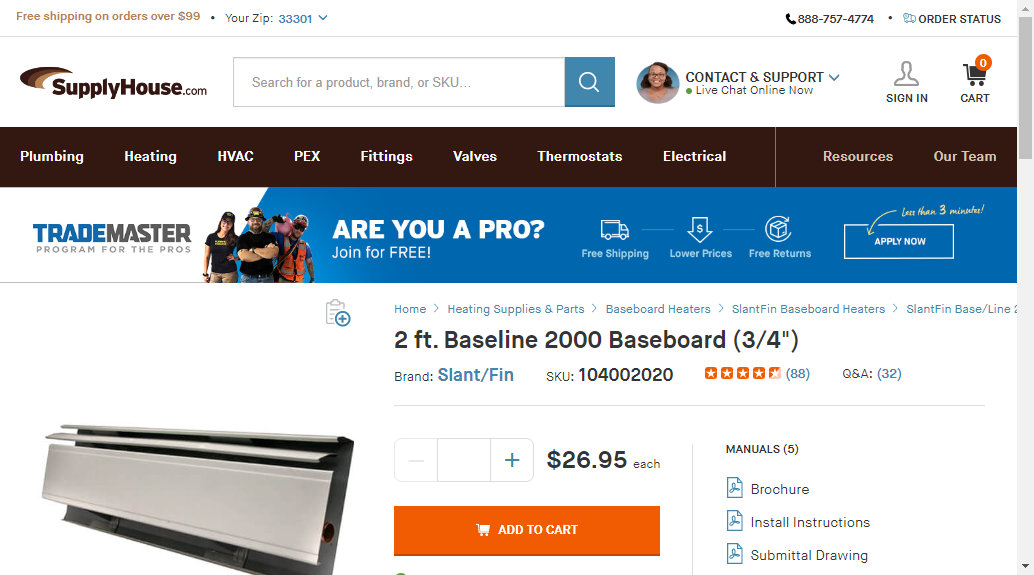 Free shipping on orders over $99 • Your Zip: 33301
888-757-4774 • ORDER STATUS
SupplyHouse.com
Search for a product, brand, or SKU...
CONTACT & SUPPORT
Live Chat Online Now
SIGN IN
0
CART
Plumbing Heating HVAC PEX Fittings Valves Thermostats Electrical Resources Our Team
TRADEMASTER
PROGRAM FOR THE PROS
ARE YOU A PRO?
Join for FREE!
Free Shipping
$
Lower Prices
Free Returns
Less than 3 minutes!
APPLY NOW
Home > Heating Supplies & Parts > Baseboard Heaters > SlantFin Baseboard Heaters > SlantFin Base/Line 2
2 ft. Baseline 2000 Baseboard (3/4")
Brand: Slant/Fin SKU: 104002020 (88) Q&A: (32)
— + $26.95 each
ADD TO CART
MANUALS (5)
Brochure
Install Instructions
Submittal Drawing